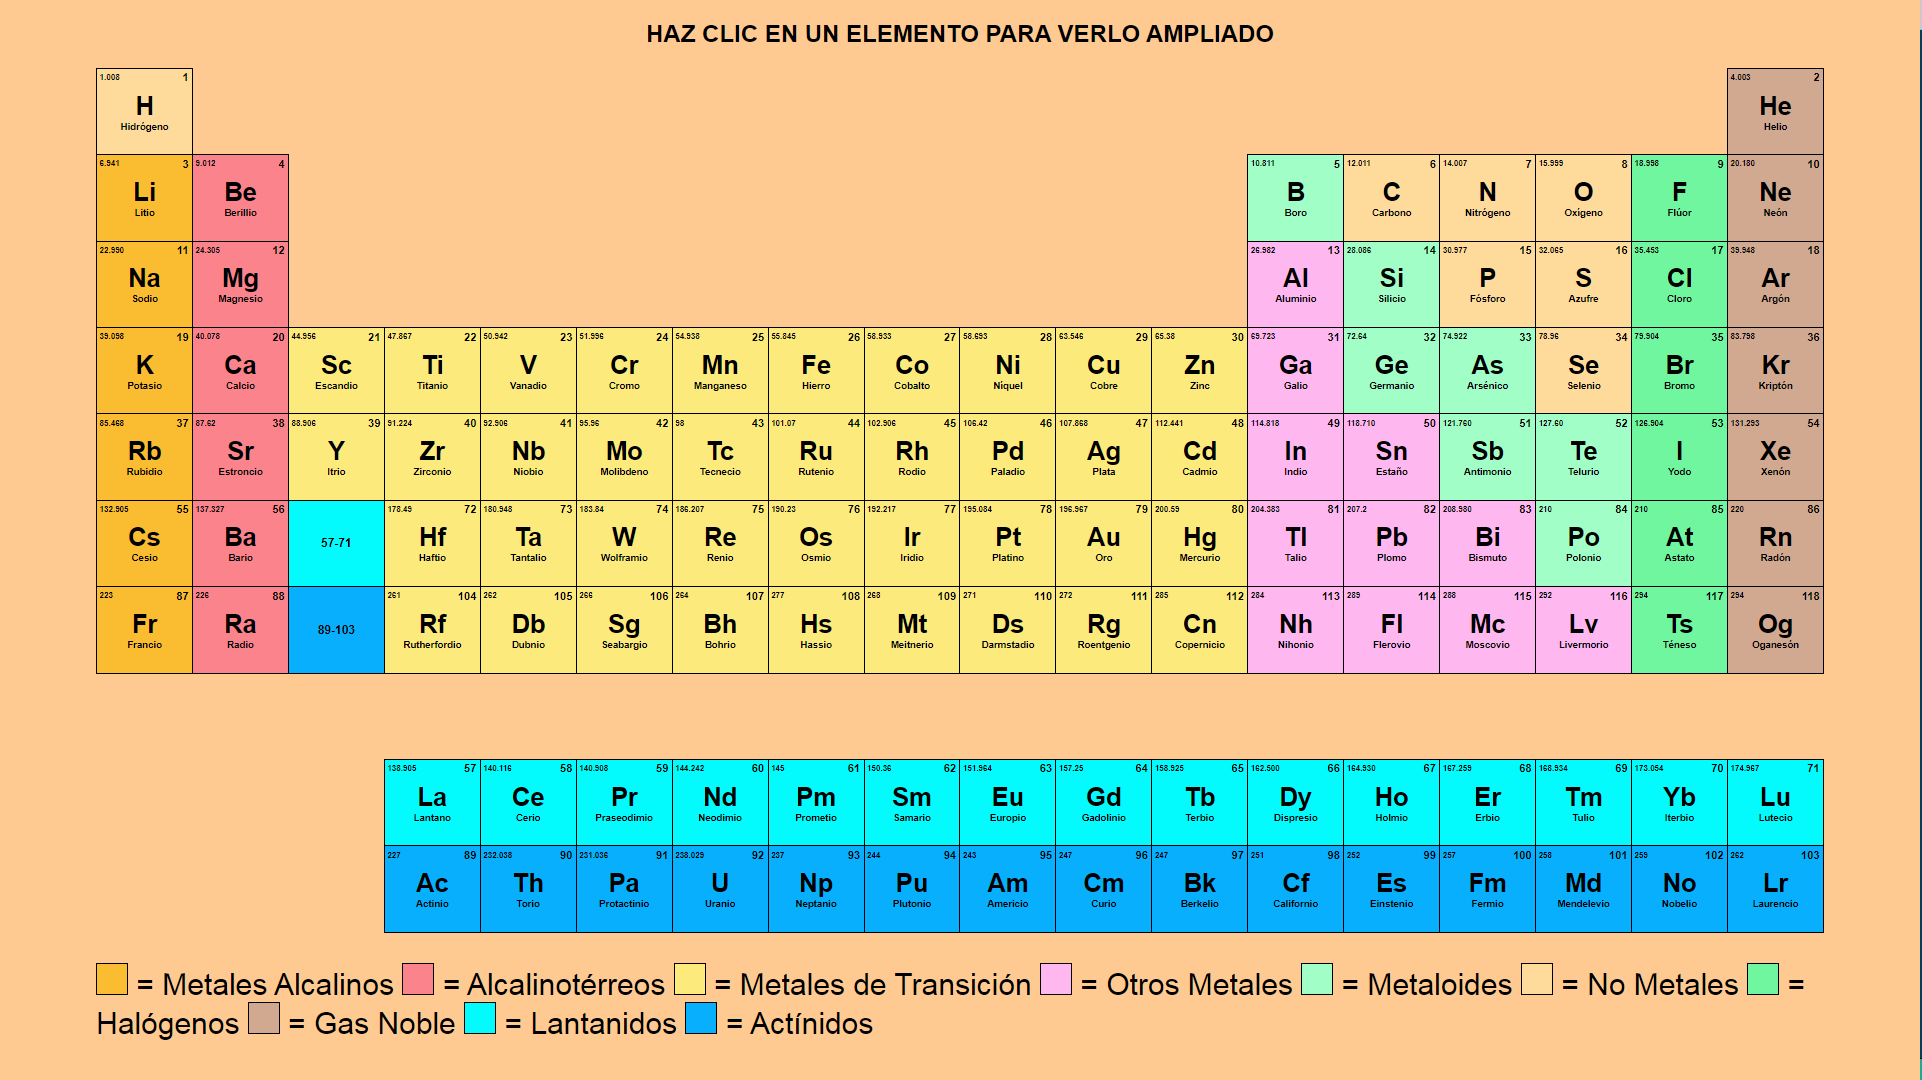 HAZ CLIC EN UN ELEMENTO PARA VERLO AMPLIADO
1.008 1 H Hidrógeno
4.003 2 He Helio
6.941 3 Li Litio
9.012 4 Be Berillio
10.811 5 B Boro
12.011 6 C Carbono
14.007 7 N Nitrógeno
15.999 8 O Oxígeno
18.998 9 F Flúor
20.180 10 Ne Neón
22.990 11 Na Sodio
24.305 12 Mg Magnesio
26.982 13 Al Aluminio
28.086 14 Si Silicio
30.977 15 P Fósforo
32.065 16 S Azufre
35.453 17 Cl Cloro
39.948 18 Ar Argón
39.098 19 K Potasio
40.078 20 Ca Calcio
44.956 21 Sc Escandio
47.867 22 Ti Titanio
50.942 23 V Vanadio
51.996 24 Cr Cromo
54.938 25 Mn Manganeso
55.845 26 Fe Hierro
58.933 27 Co Cobalto
58.693 28 Ni Níquel
63.546 29 Cu Cobre
65.38 30 Zn Zinc
69.723 31 Ga Galio
72.64 32 Ge Germanio
74.922 33 As Arsénico
78.96 34 Se Selenio
79.904 35 Br Bromo
83.798 36 Kr Kriptón
85.468 37 Rb Rubidio
87.62 38 Sr Estroncio
88.906 39 Y Itrio
91.224 40 Zr Zirconio
92.906 41 Nb Niobio
95.96 42 Mo Molibdeno
98 43 Tc Tecnecio
101.07 44 Ru Rutenio
102.906 45 Rh Rodio
106.42 46 Pd Paladio
107.868 47 Ag Plata
112.441 48 Cd Cadmio
114.818 49 In Indio
118.710 50 Sn Estaño
121.760 51 Sb Antimonio
127.60 52 Te Telurio
126.904 53 I Yodo
131.293 54 Xe Xenón
132.905 55 Cs Cesio
137.327 56 Ba Bario
57-71
178.49 72 Hf Haftio
180.948 73 Ta Tantalio
183.84 74 W Wolframio
186.207 75 Re Renio
190.23 76 Os Osmio
192.217 77 Ir Iridio
195.084 78 Pt Platino
196.967 79 Au Oro
200.59 80 Hg Mercurio
204.383 81 Tl Talio
207.2 82 Pb Plomo
208.980 83 Bi Bismuto
210 84 Po Polonio
210 85 At Astato
220 86 Rn Radón
223 87 Fr Francio
226 88 Ra Radio
89-103
261 104 Rf Rutherfordio
262 105 Db Dubnio
266 106 Sg Seabargio
264 107 Bh Bohrio
277 108 Hs Hassio
268 109 Mt Meitnerio
271 110 Ds Darmstadio
272 111 Rg Roentgenio
285 112 Cn Copernicio
284 113 Nh Nihonio
289 114 Fl Flerovio
288 115 Mc Moscovio
292 116 Lv Livermorio
294 117 Ts Téneso
294 118 Og Oganesón
138.905 57 La Lantano
140.116 58 Ce Cerio
140.908 59 Pr Praseodimio
144.242 60 Nd Neodimio
145 61 Pm Prometio
150.36 62 Sm Samario
151.964 63 Eu Europio
157.25 64 Gd Gadolinio
158.925 65 Tb Terbio
162.500 66 Dy Dispresio
164.930 67 Ho Holmio
167.259 68 Er Erbio
168.934 69 Tm Tulio
173.054 70 Yb Iterbio
174.967 71 Lu Lutecio
227 89 Ac Actinio
232.038 90 Th Torio
231.036 91 Pa Protactinio
238.029 92 U Uranio
237 93 Np Neptanio
244 94 Pu Plutonio
243 95 Am Americio
247 96 Cm Curio
247 97 Bk Berkelio
251 98 Cf Californio
252 99 Es Einstenio
257 100 Fm Fermio
258 101 Md Mendelevio
259 102 No Nobelio
262 103 Lr Laurencio
= Metales Alcalinos = Alcalinotérreos = Metales de Transición = Otros Metales = Metaloides = No Metales =
Halógenos = Gas Noble = Lantanidos = Actínidos